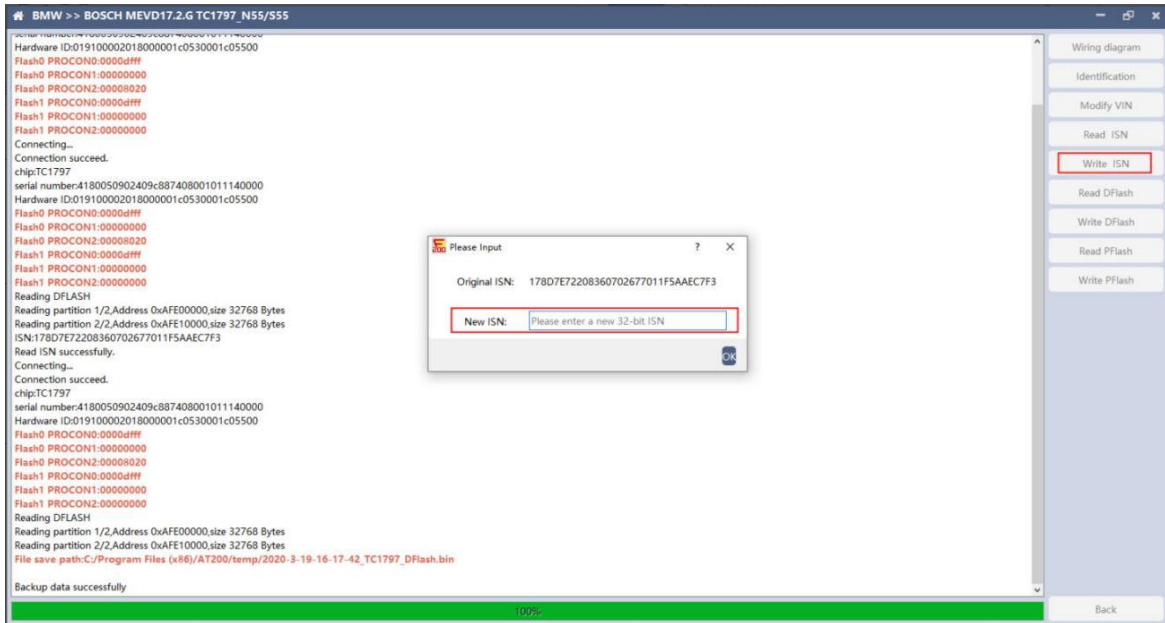 BMW >> BOSCH MEVD17.2.G TC1797_N55/S55
Hardware ID:019100002018000001c0530001c05500
Flash0 PROCON0:0000dfff
Flash0 PROCON1:00000000
Flash0 PROCON2:00008020
Flash1 PROCON0:0000dfff
Flash1 PROCON1:00000000
Flash1 PROCON2:00000000
Connecting...
Connection succeed.
chip:TC1797
serial number:4180050902409c887408001011140000
Hardware ID:019100002018000001c0530001c05500
Flash0 PROCON0:0000dfff
Flash0 PROCON1:00000000
Flash0 PROCON2:00008020
Flash1 PROCON0:0000dfff
Flash1 PROCON1:00000000
Flash1 PROCON2:00000000
Reading DFLASH
Reading partition 1/2,Address 0xAFE00000,size 32768 Bytes
Reading partition 2/2,Address 0xAFE10000,size 32768 Bytes
ISN:178D7E72208360702677011F5AAEC7F3
Read ISN successfully.
Connecting...
Connection succeed.
chip:TC1797
serial number:4180050902409c887408001011140000
Hardware ID:019100002018000001c0530001c05500
Flash0 PROCON0:0000dfff
Flash0 PROCON1:00000000
Flash0 PROCON2:00008020
Flash1 PROCON0:0000dfff
Flash1 PROCON1:00000000
Flash1 PROCON2:00000000
Reading DFLASH
Reading partition 1/2,Address 0xAFE00000,size 32768 Bytes
Reading partition 2/2,Address 0xAFE10000,size 32768 Bytes
File save path:C:/Program Files (x86)/AT200/temp/2020-3-19-16-17-42_TC1797_DFlash.bin
Backup data successfully
100%
Please Input
Original ISN: 178D7E72208360702677011F5AAEC7F3
New ISN: Please enter a new 32-bit ISN
OK
Wiring diagram
Identification
Modify VIN
Read ISN
Write ISN
Read DFlash
Write DFlash
Read PFlash
Write PFlash
Back